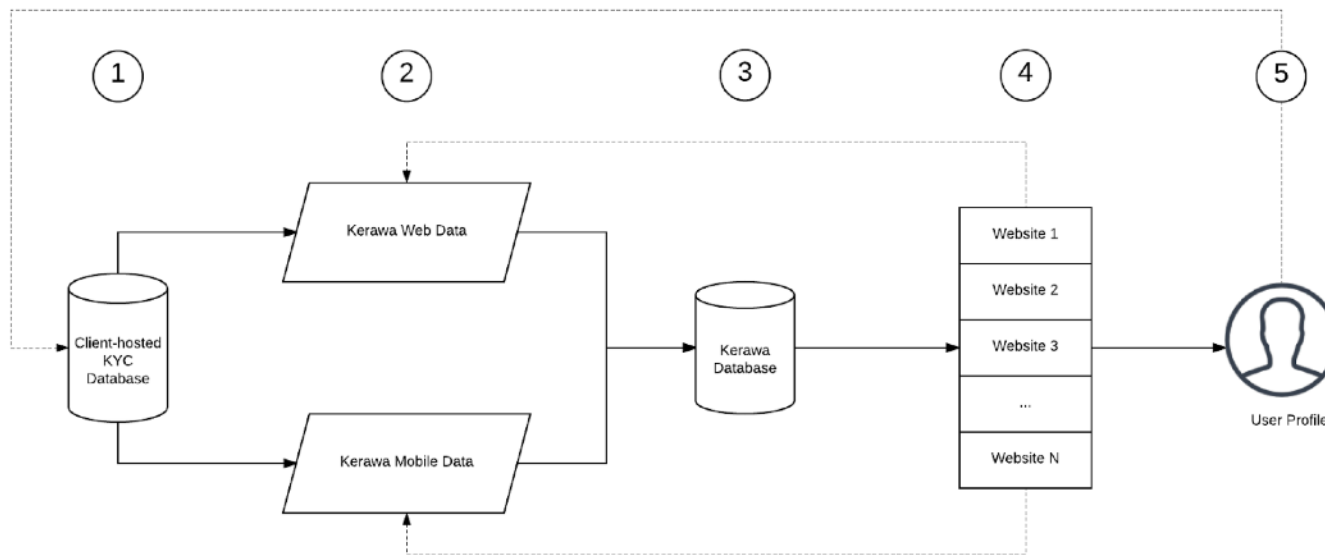 1
2
3
4
5
Kerawa Web Data
Client-hosted
KYC
Database
Kerawa Mobile Data
Kerawa
Database
Website 1
Website 2
Website 3
...
Website N
User Profile